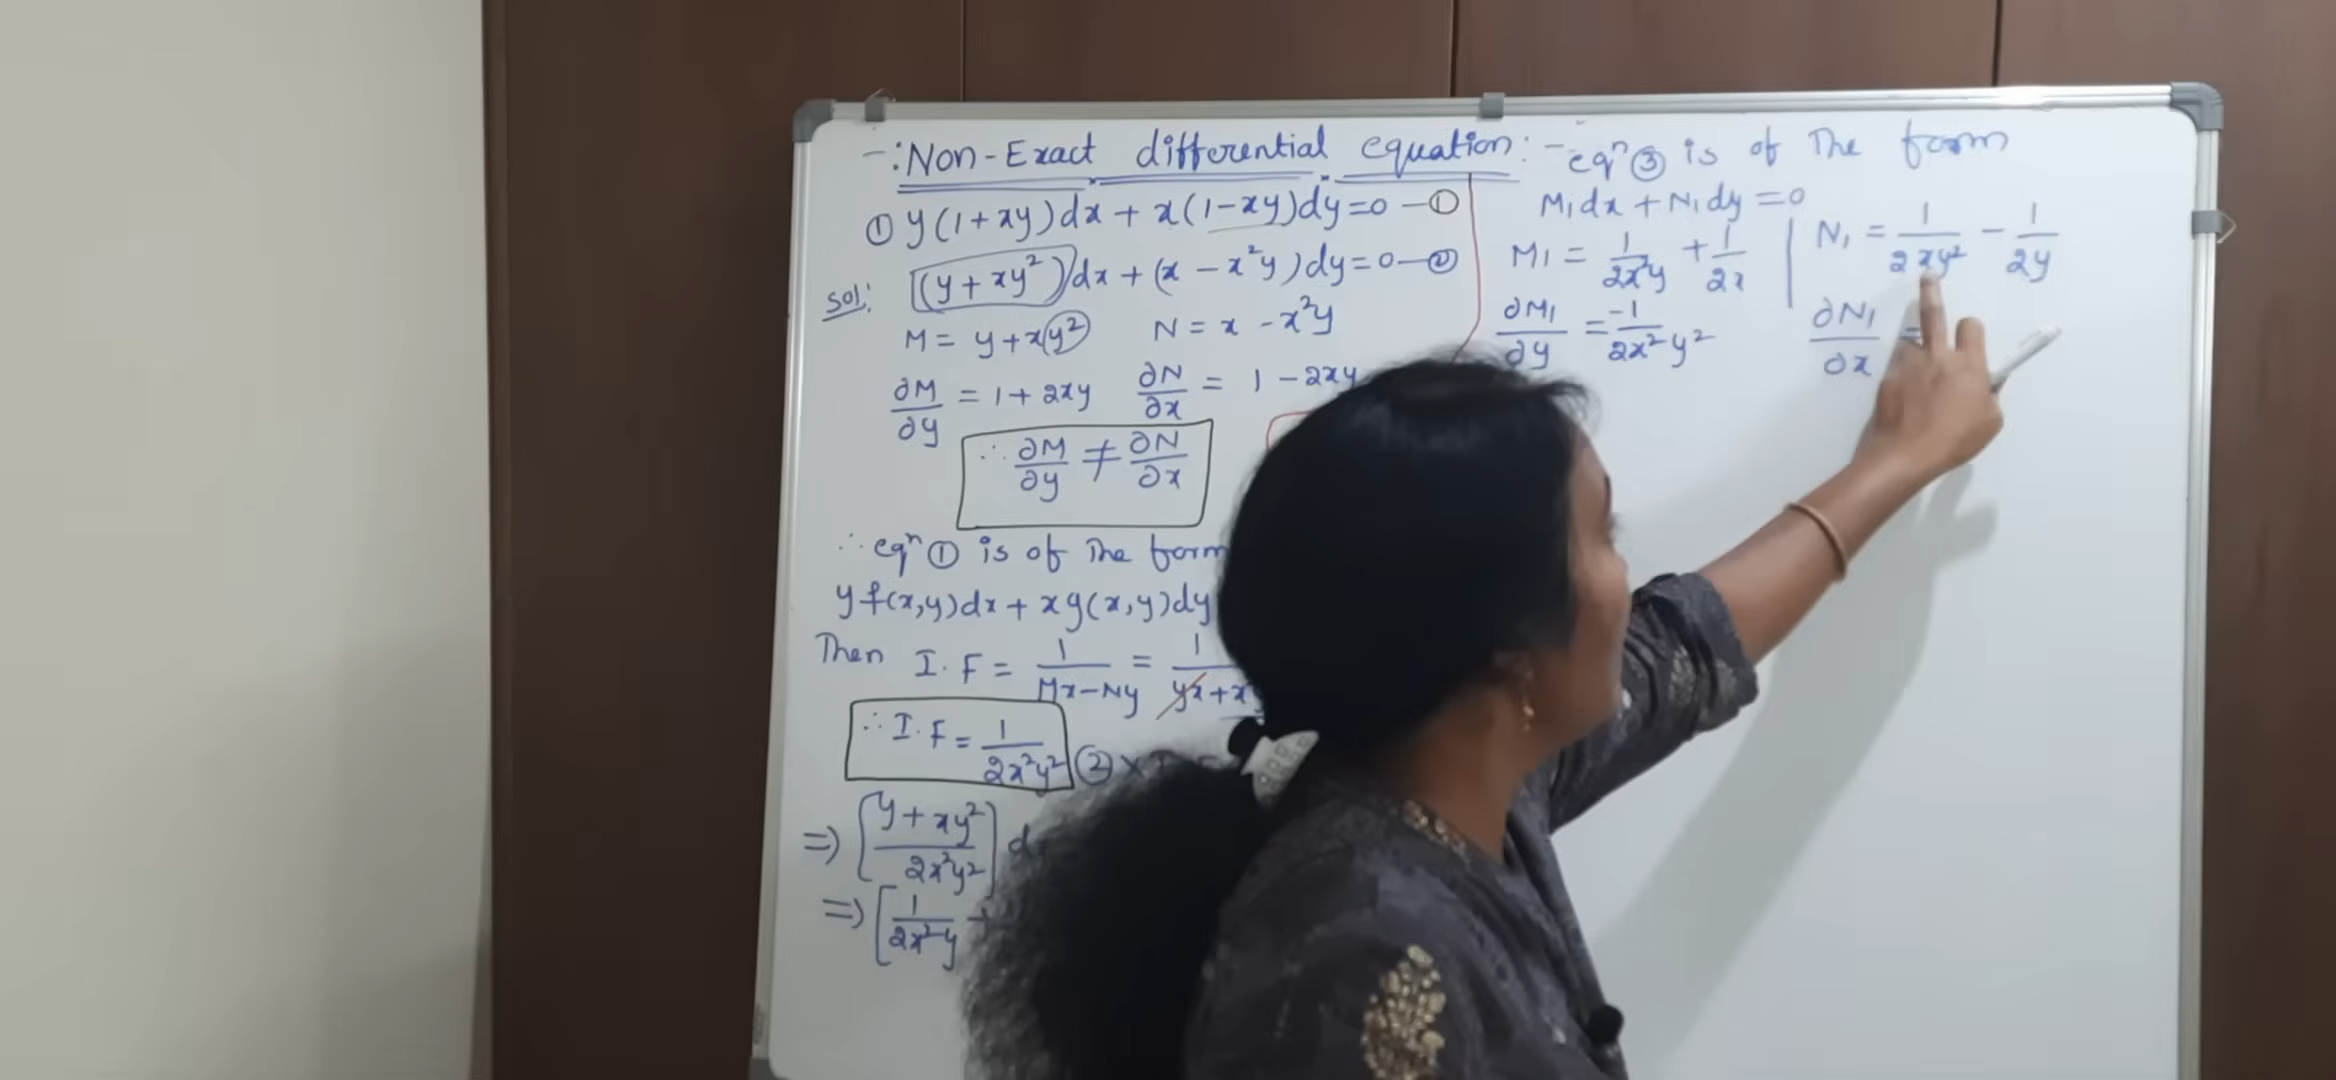 -: Non-Exact differential equation:-
① y(1+xy)dx + x(1-xy)dy=0 —①
Sol: (y+xy²)dx + (x - x²y)dy=0 —②
M = y+xy² N = x - x²y
∂M/∂y = 1+2xy ∂N/∂x = 1-2xy
∴ ∂M/∂y ≠ ∂N/∂x
∴ eqⁿ ① is of the form
y f(x,y)dx + x g(x,y)dy
Then I.F = 1/(Mx-Ny) = 1/(yx+x
∴ I.F = 1/(2x²y²) ②×
⇒ [(y+xy²)/(2x²y²)] d
⇒ [1/(2x²y) +
eqⁿ ③ is of the form
M₁dx + N₁dy = 0
M₁ = 1/(2x²y) + 1/(2x) | N₁ = 1/(2xy²) - 1/(2y)
∂M₁/∂y = -1/(2x²y²) ∂N₁/∂x =